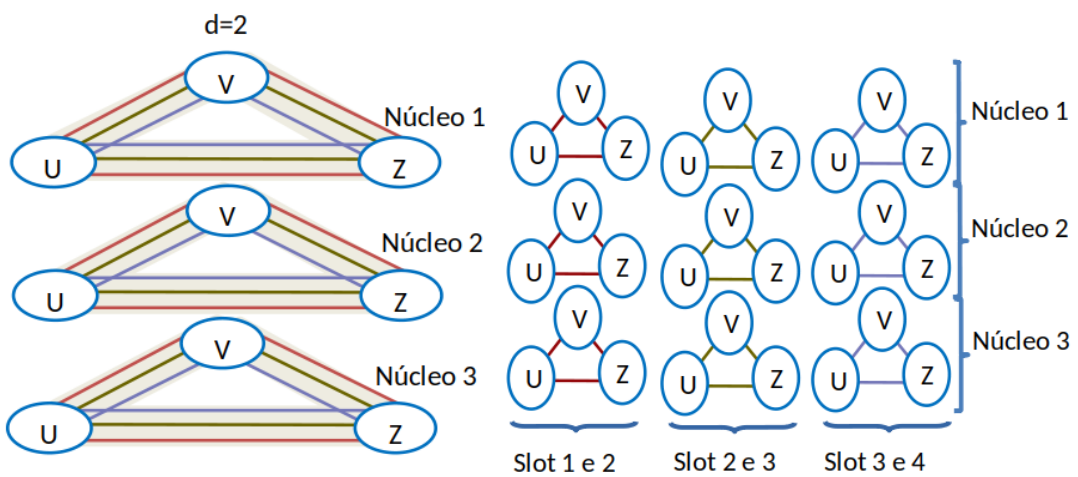 d=2
V
Núcleo 1
U
Z
V
Núcleo 2
U
Z
V
Núcleo 3
U
Z
V
V
V
Núcleo 1
U
Z
U
Z
U
Z
V
V
V
Núcleo 2
U
Z
U
Z
U
Z
V
V
V
Núcleo 3
U
Z
U
Z
U
Z
Slot 1 e 2
Slot 2 e 3
Slot 3 e 4